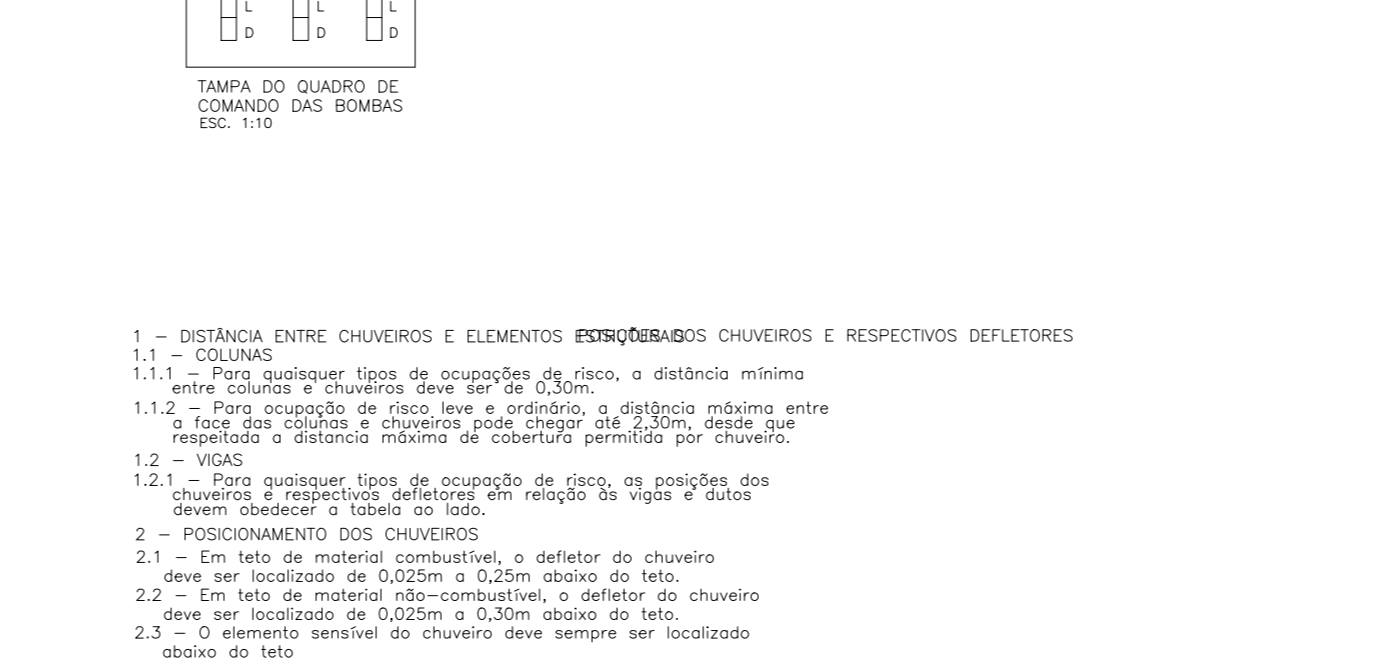 L L L
D D D
TAMPA DO QUADRO DE
COMANDO DAS BOMBAS
ESC. 1:10
1 – DISTÂNCIA ENTRE CHUVEIROS E ELEMENTOS ESTRUTURAIS POSIÇÕES DOS CHUVEIROS E RESPECTIVOS DEFLETORES
1.1 – COLUNAS
1.1.1 – Para quaisquer tipos de ocupações de risco, a distância mínima
entre colunas e chuveiros deve ser de 0,30m.
1.1.2 – Para ocupação de risco leve e ordinário, a distância máxima entre
a face das colunas e chuveiros pode chegar até 2,30m, desde que
respeitada a distancia máxima de cobertura permitida por chuveiro.
1.2 – VIGAS
1.2.1 – Para quaisquer tipos de ocupação de risco, as posições dos
chuveiros e respectivos defletores em relação às vigas e dutos
devem obedecer a tabela ao lado.
2 – POSICIONAMENTO DOS CHUVEIROS
2.1 – Em teto de material combustível, o defletor do chuveiro
deve ser localizado de 0,025m a 0,25m abaixo do teto.
2.2 – Em teto de material não–combustível, o defletor do chuveiro
deve ser localizado de 0,025m a 0,30m abaixo do teto.
2.3 – O elemento sensível do chuveiro deve sempre ser localizado
abaixo do teto